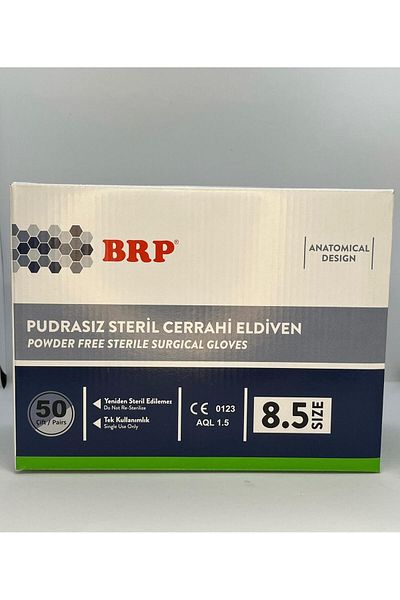 BRP®
ANATOMICAL
DESIGN
PUDRASIZ STERİL CERRAHİ ELDİVEN
POWDER FREE STERILE SURGICAL GLOVES
50
Çift / Pairs
Yeniden Steril Edilemez
Do Not Re-Sterilize
Tek Kullanımlık
Single Use Only
CE 0123
AQL 1.5
8.5 SIZE